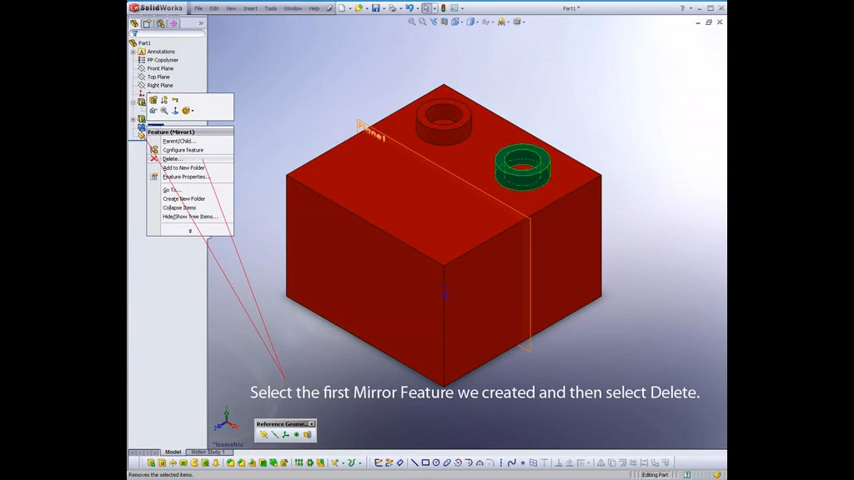 SolidWorks
File Edit View Insert Tools Window Help
Part1 *
Part1
Annotations
PP Copolymer
Front Plane
Top Plane
Right Plane
Feature (Mirror1)
Parent/Child...
Configure feature
Delete...
Add to New Folder
Feature Properties...
Go To...
Create New Folder
Collapse Items
Hide/Show Tree Items...
Plane1
Select the first Mirror Feature we created and then select Delete.
Reference Geome...
*Isometric
Model Motion Study 1
Removes the selected items.
Editing Part